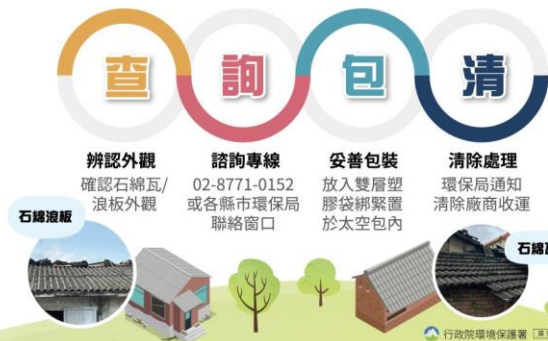 查 詢 包 清
辨認外觀
確認石綿瓦/
浪板外觀
諮詢專線
02-8771-0152
或各縣市環保局
聯絡窗口
妥善包裝
放入雙層塑
膠袋綁緊置
於太空包內
清除處理
環保局通知
清除廠商收運
石綿浪板
石綿
行政院環境保護署